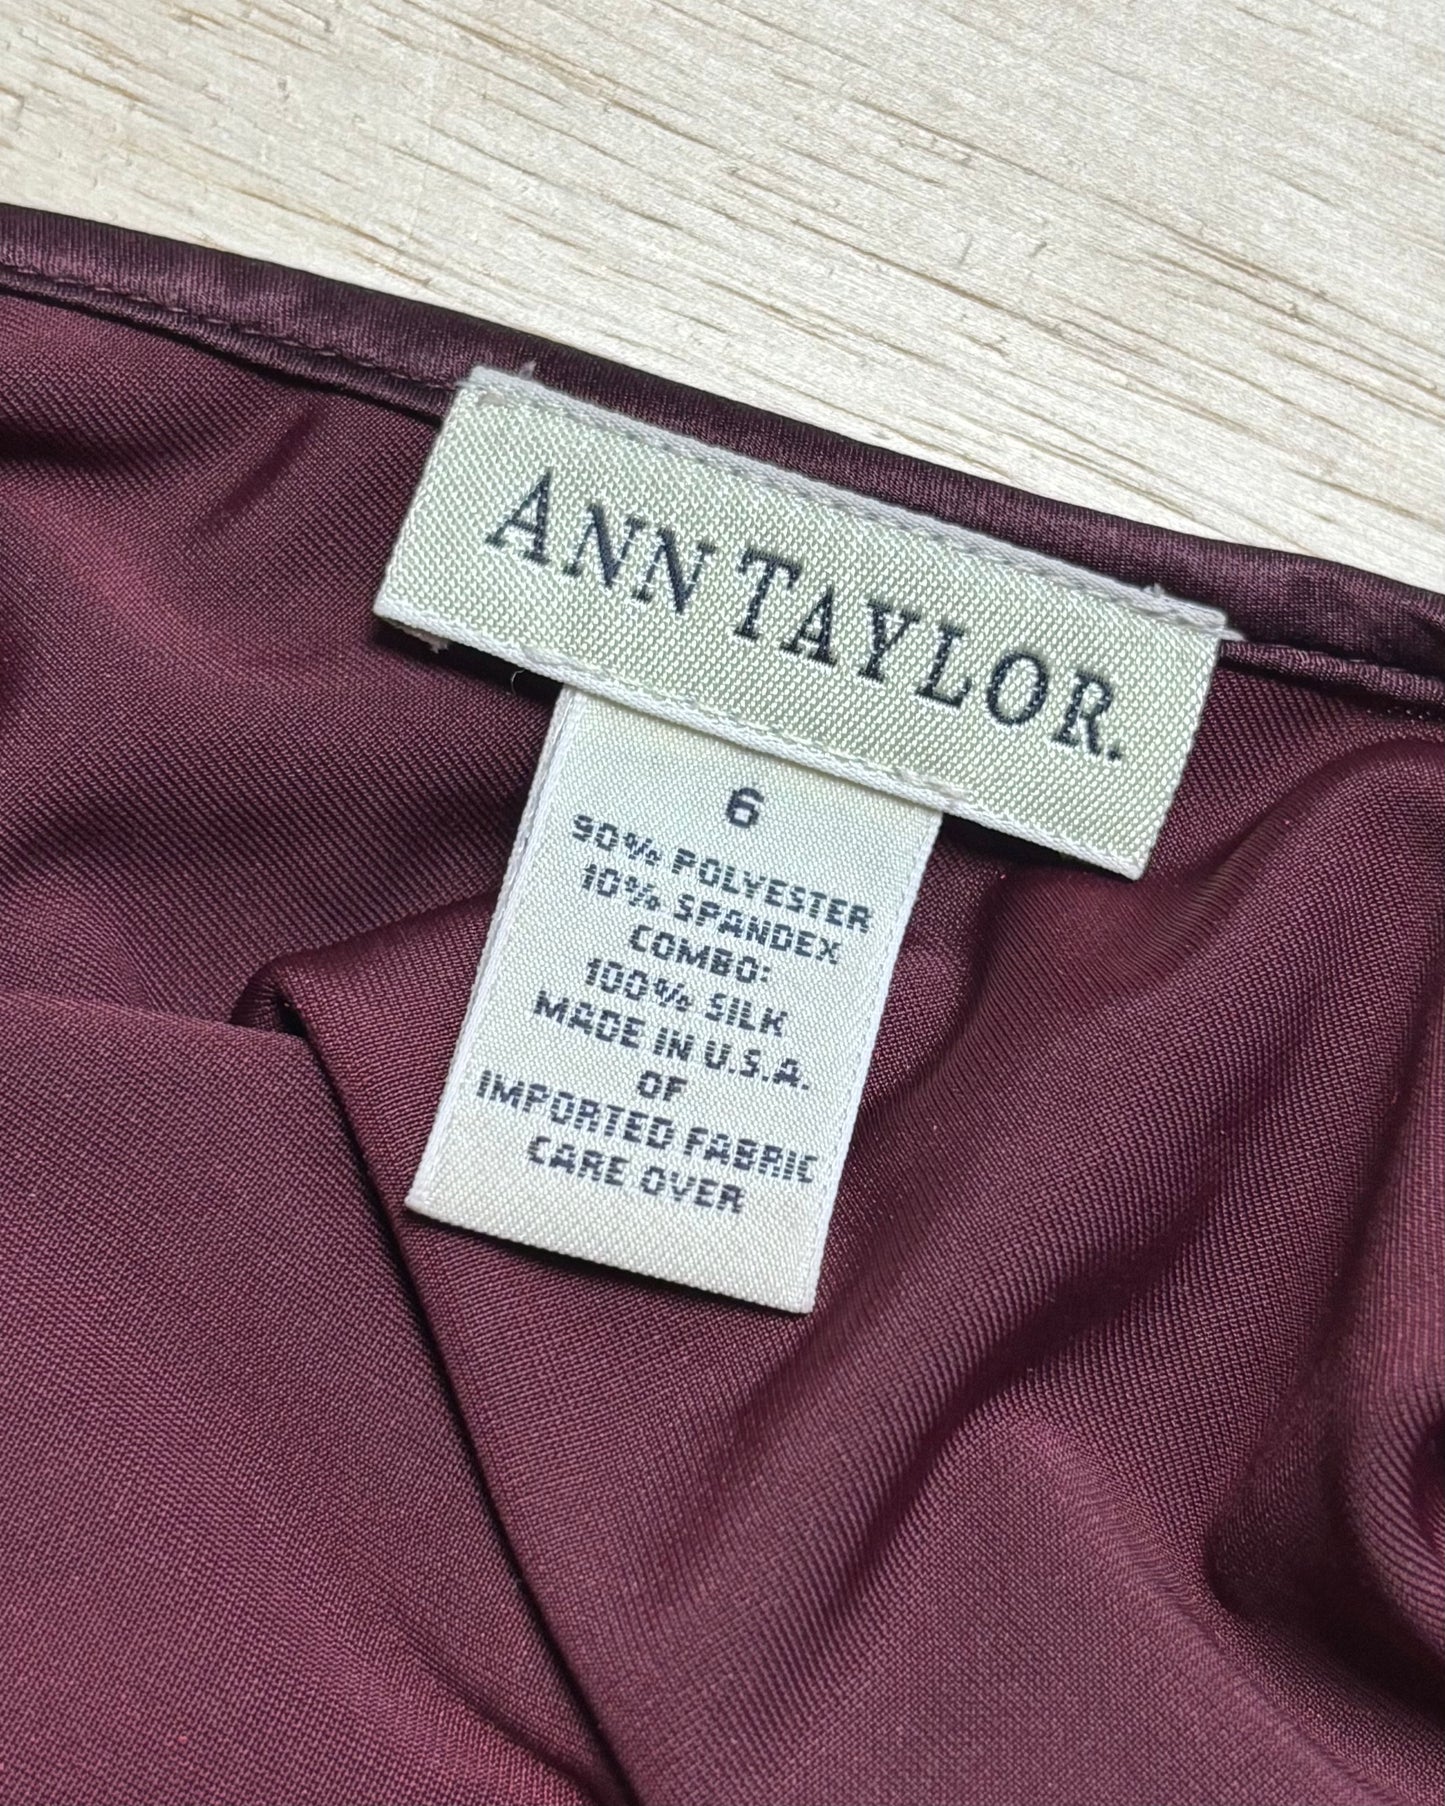 ANN TAYLOR.
6
90% POLYESTER
10% SPANDEX
COMBO:
100% SILK
MADE IN U.S.A.
OF
IMPORTED FABRIC
CARE OVER